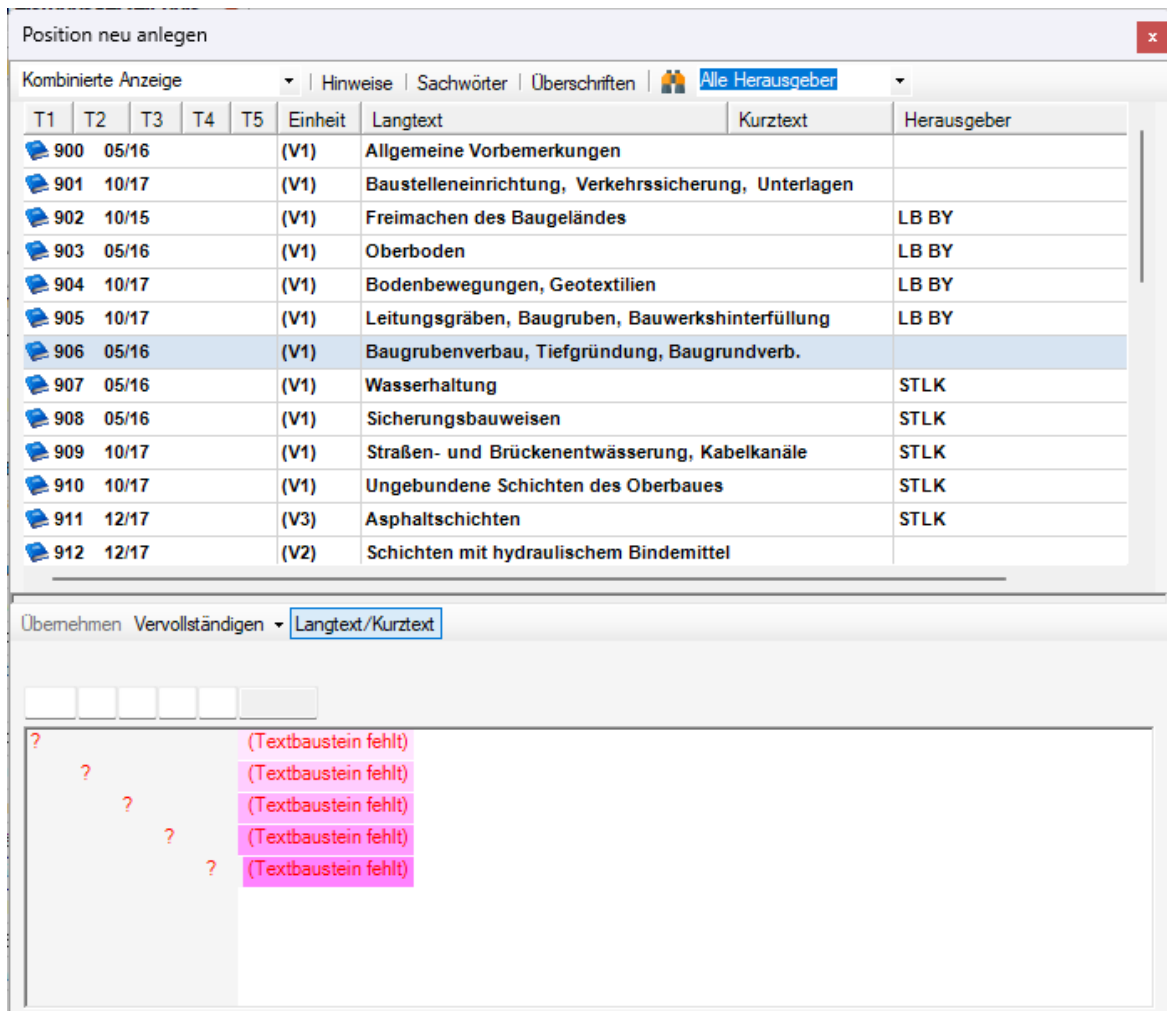 Position neu anlegen x
Kombinierte Anzeige | Hinweise | Sachwörter | Überschriften | Alle Herausgeber
T1 T2 T3 T4 T5 Einheit Langtext Kurztext Herausgeber
900 05/16 (V1) Allgemeine Vorbemerkungen
901 10/17 (V1) Baustelleneinrichtung, Verkehrssicherung, Unterlagen
902 10/15 (V1) Freimachen des Baugeländes LB BY
903 05/16 (V1) Oberboden LB BY
904 10/17 (V1) Bodenbewegungen, Geotextilien LB BY
905 10/17 (V1) Leitungsgräben, Baugruben, Bauwerkshinterfüllung LB BY
906 05/16 (V1) Baugrubenverbau, Tiefgründung, Baugrundverb.
907 05/16 (V1) Wasserhaltung STLK
908 05/16 (V1) Sicherungsbauweisen STLK
909 10/17 (V1) Straßen- und Brückenentwässerung, Kabelkanäle STLK
910 10/17 (V1) Ungebundene Schichten des Oberbaues STLK
911 12/17 (V3) Asphaltschichten STLK
912 12/17 (V2) Schichten mit hydraulischem Bindemittel
Übernehmen Vervollständigen Langtext/Kurztext
? (Textbaustein fehlt)
? (Textbaustein fehlt)
? (Textbaustein fehlt)
? (Textbaustein fehlt)
? (Textbaustein fehlt)